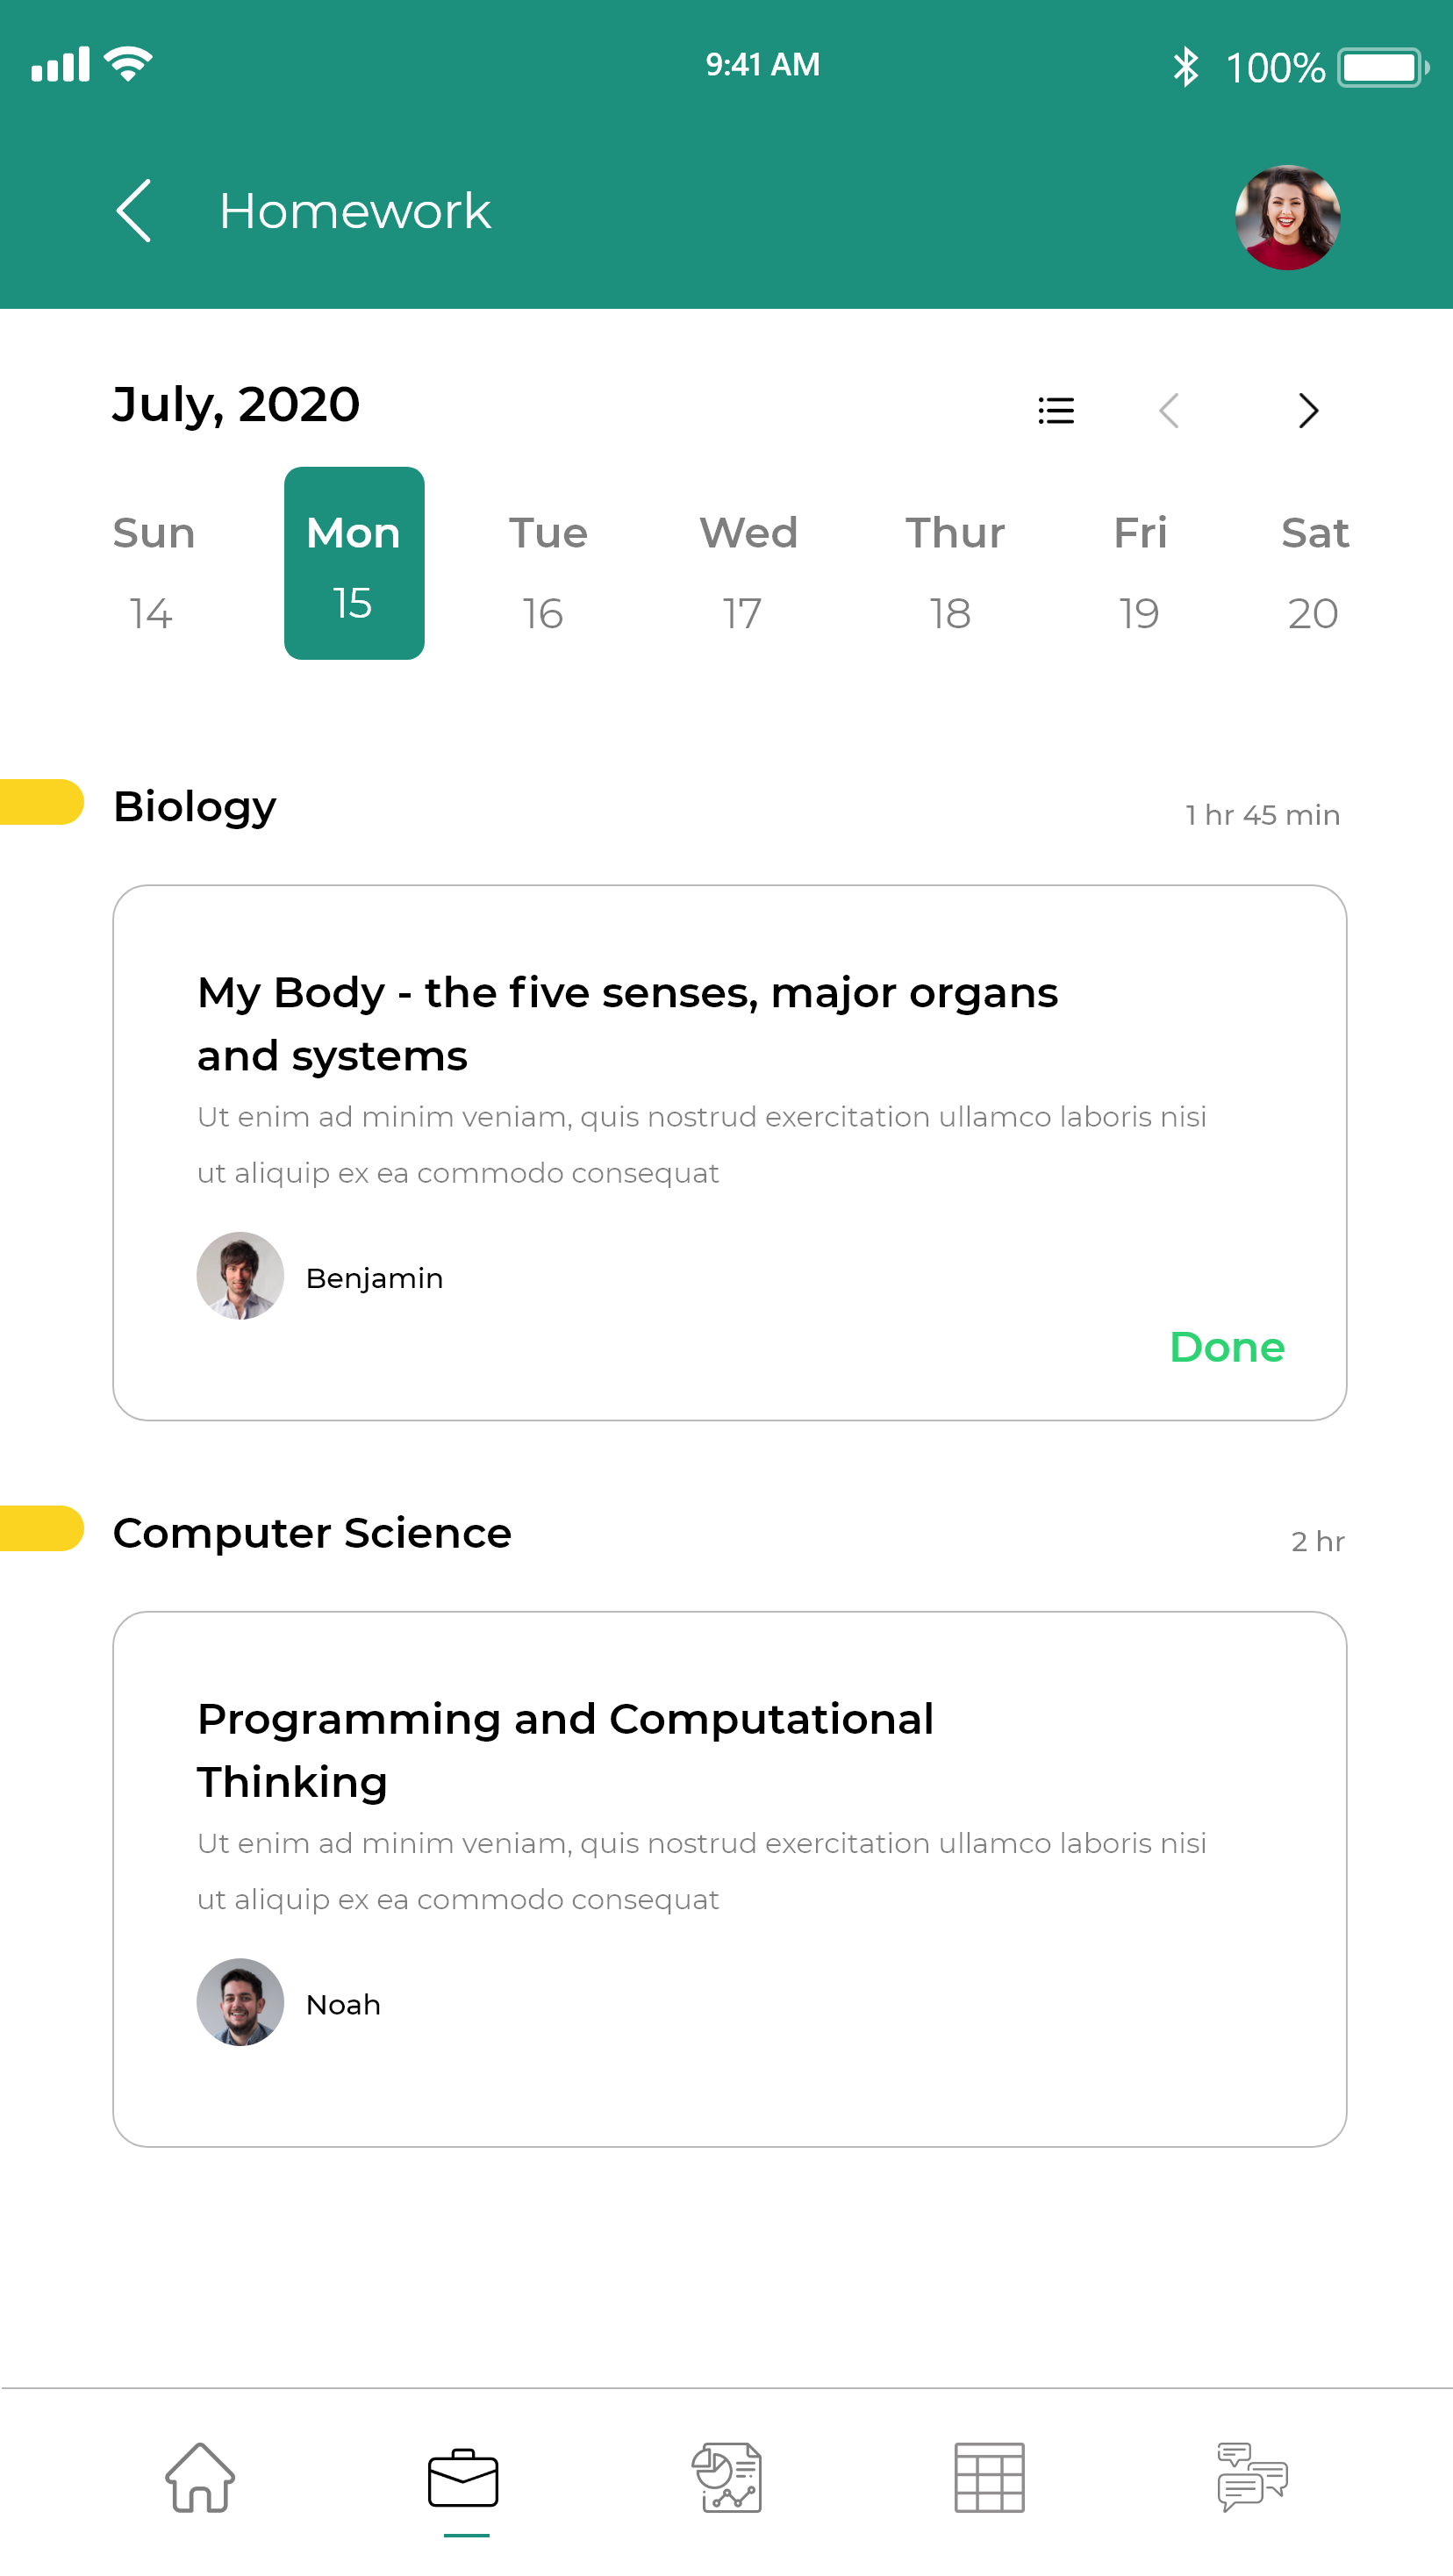 9:41 AM
100%
Homework
July, 2020
Sun Mon Tue Wed Thur Fri Sat
14 15 16 17 18 19 20
Biology
1 hr 45 min
My Body - the five senses, major organs
and systems
Ut enim ad minim veniam, quis nostrud exercitation ullamco laboris nisi
ut aliquip ex ea commodo consequat
Benjamin
Done
Computer Science
2 hr
Programming and Computational
Thinking
Ut enim ad minim veniam, quis nostrud exercitation ullamco laboris nisi
ut aliquip ex ea commodo consequat
Noah